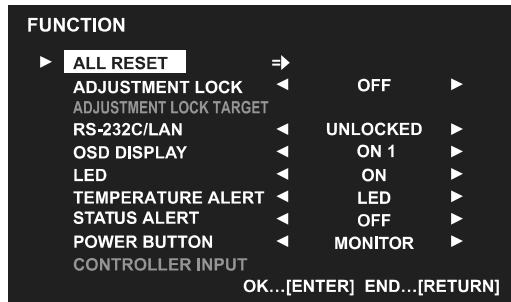 FUNCTION
ALL RESET
ADJUSTMENT LOCK OFF
ADJUSTMENT LOCK TARGET
RS-232C/LAN UNLOCKED
OSD DISPLAY ON 1
LED ON
TEMPERATURE ALERT LED
STATUS ALERT OFF
POWER BUTTON MONITOR
CONTROLLER INPUT
OK...[ENTER] END...[RETURN]